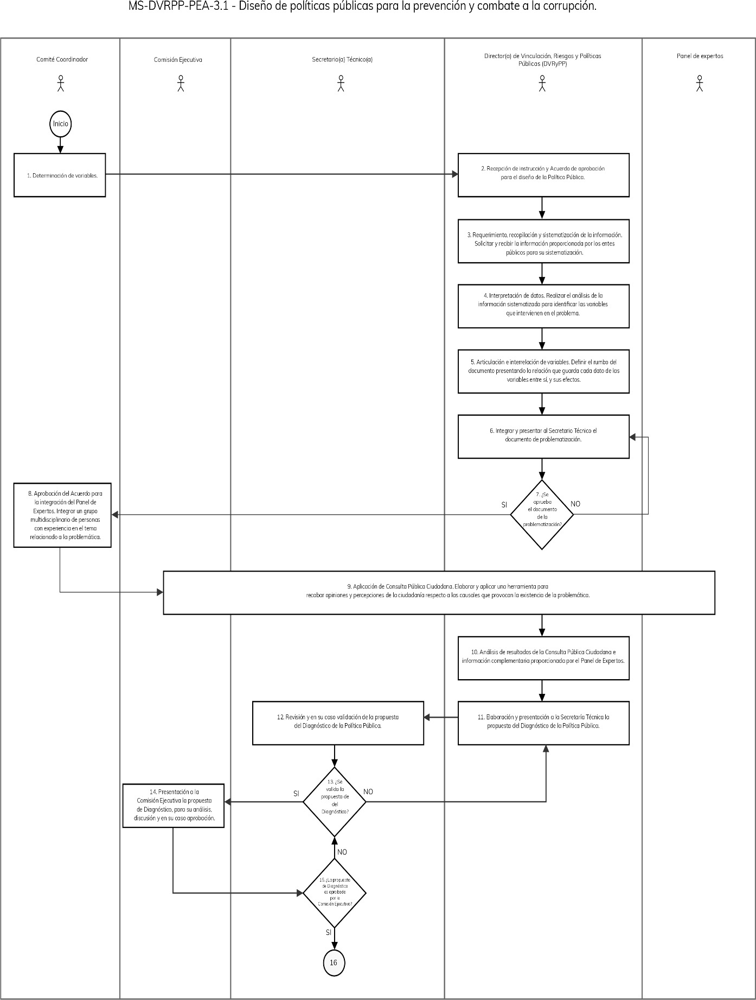 MS-DVRPP-PEA-3.1 - Diseño de políticas públicas para la prevención y combate a la corrupción.
Comité Coordinador
Comisión Ejecutiva
Secretario(a) Técnico(a)
Director(a) de Vinculación, Riesgos y Políticas
Públicas (DVRyPP)
Panel de expertos
Inicio
1. Determinación de variables.
2. Recepción de instrucción y Acuerdo de aprobación
para el diseño de la Política Pública.
3. Requerimiento, recopilación y sistematización de la información.
Solicitar y recibir la información proporcionada por los entes
públicos para su sistematización.
4. Interpretación de datos. Realizar el análisis de la
información sistematizada para identificar las variables
que intervienen en el problema.
5. Articulación e interrelación de variables. Definir el rumbo del
documento presentando la relación que guarda cada dato de las
variables entre sí, y sus efectos.
6. Integrar y presentar al Secretario Técnico el
documento de problematización.
7. ¿Se
aprueba
el documento
de la
problematización?
SI
NO
8. Aprobación del Acuerdo para
la integración del Panel de
Expertos. Integrar un grupo
multidisciplinario de personas
con experiencia en el tema
relacionado a la problemática.
9. Aplicación de Consulta Pública Ciudadana. Elaborar y aplicar una herramienta para
recabar opiniones y percepciones de la ciudadanía respecto a las causales que provocan la existencia de la problemática.
10. Análisis de resultados de la Consulta Pública Ciudadana e
información complementaria proporcionada por el Panel de Expertos.
11. Elaboración y presentación a la Secretaría Técnica la
propuesta del Diagnóstico de la Política Pública.
12. Revisión y en su caso validación de la propuesta
del Diagnóstico de la Política Pública.
13. ¿Se
valida la
propuesta de
del
Diagnóstico?
SI
NO
14. Presentación a la
Comisión Ejecutiva la propuesta
de Diagnóstico, para su análisis,
discusión y en su caso aprobación.
NO
15. ¿La propuesta
de Diagnóstico
es aprobado
por la
Comisión Ejecutiva?
SI
16